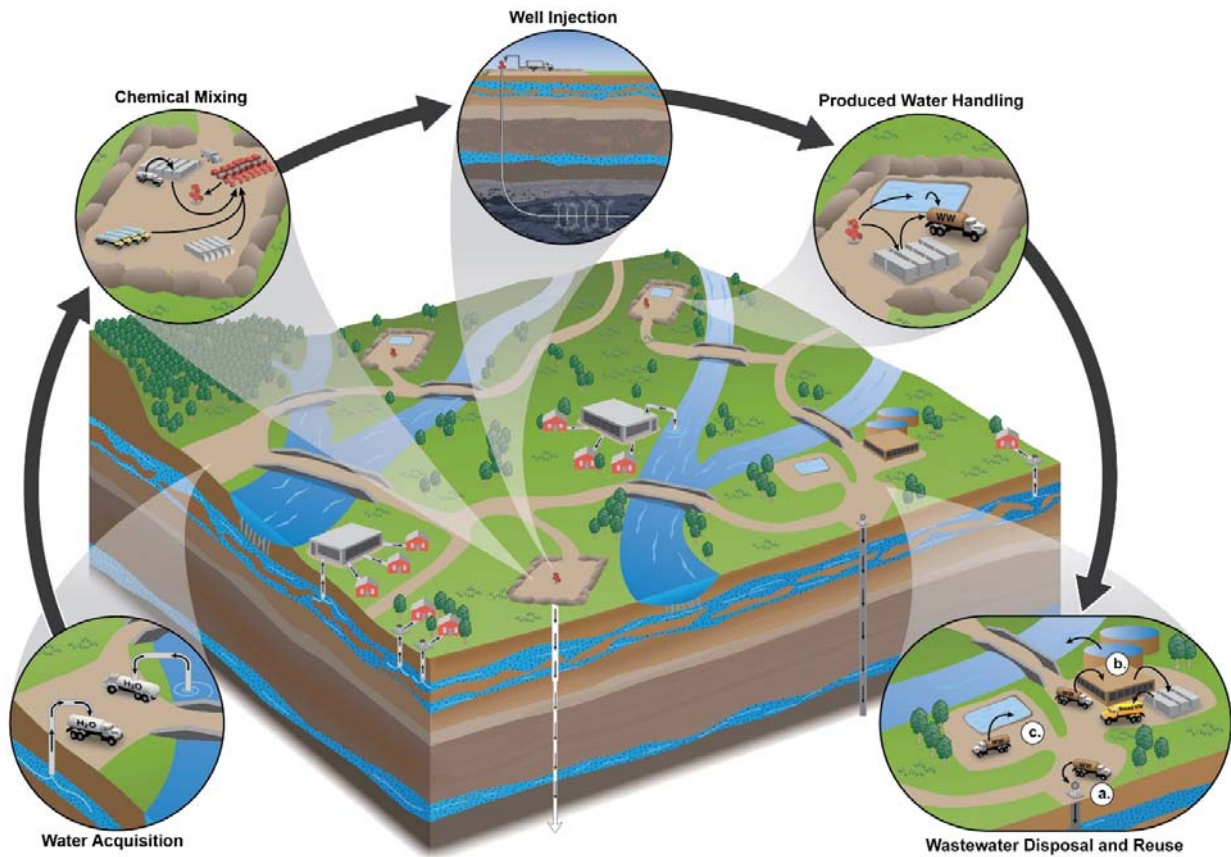 Well Injection
Chemical Mixing
Produced Water Handling
WW
H₂O
H₂O
b.
c.
a.
Water Acquisition
Wastewater Disposal and Reuse